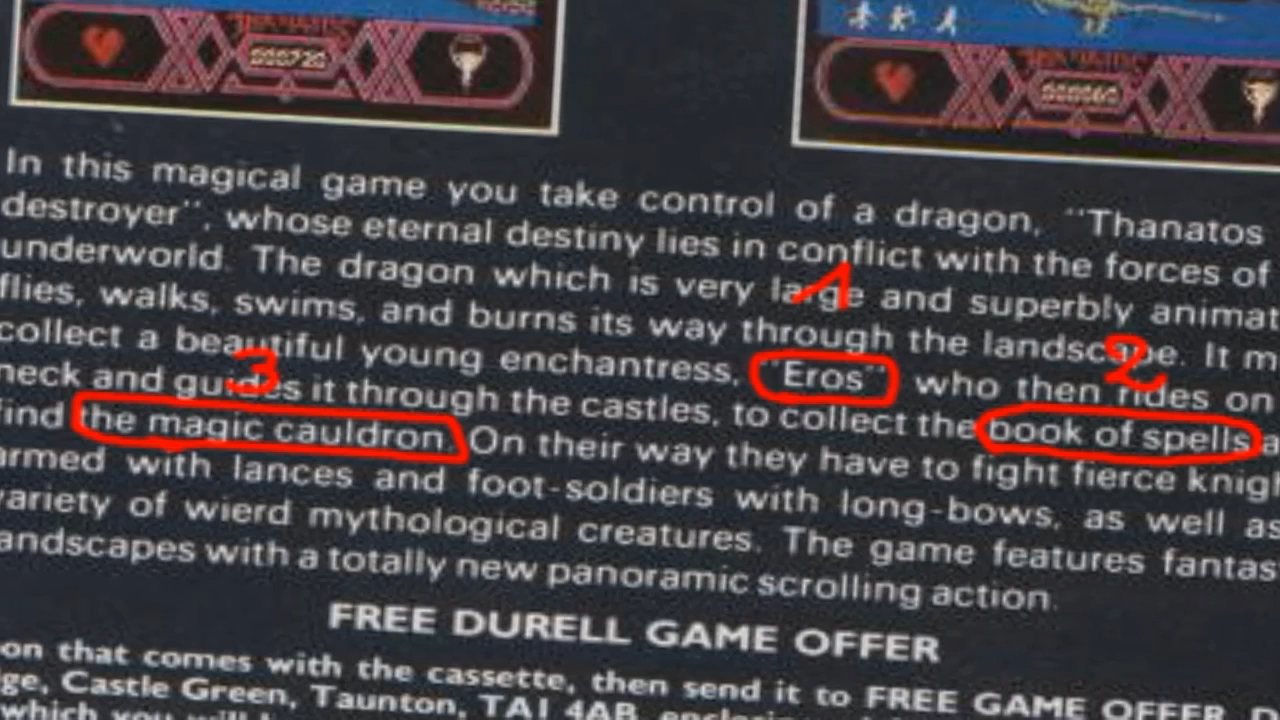 000720
000060
In this magical game you take control of a dragon, "Thanatos
destroyer", whose eternal destiny lies in conflict with the forces of
underworld. The dragon which is very large and superbly animat
flies, walks, swims, and burns its way through the landscape. It m
collect a beautiful young enchantress, "Eros" who then rides on
neck and guides it through the castles, to collect the book of spells a
find the magic cauldron. On their way they have to fight fierce knigh
armed with lances and foot-soldiers with long-bows, as well as
variety of wierd mythological creatures. The game features fantas
landscapes with a totally new panoramic scrolling action.
1
2
3
FREE DURELL GAME OFFER
on that comes with the cassette, then send it to FREE GAME OFFER, D
ge, Castle Green, Taunton, TA1 4AB, 
which you will